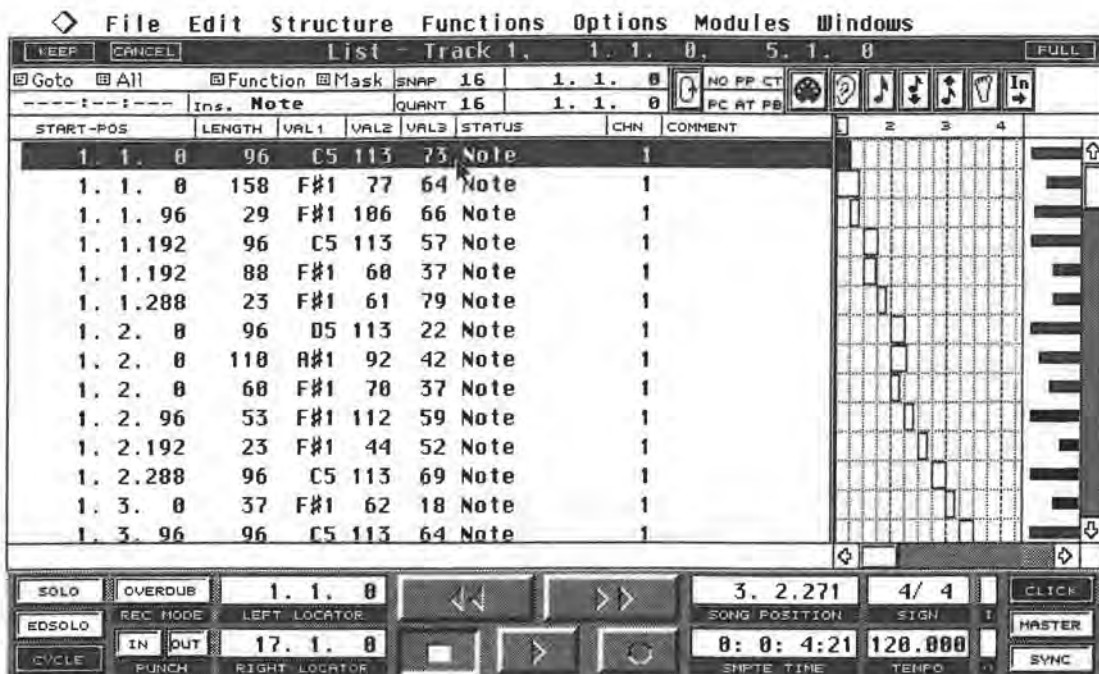 File Edit Structure Functions Options Modules Windows
KEEP CANCEL List - Track 1, 1. 1. 0, 5. 1. 0 FULL
Goto All Function Mask SNAP 16 1. 1. 0 NO PP CT In
----:--:--- Ins. Note QUANT 16 1. 1. 0 PC AT PB
START-POS LENGTH VAL1 VAL2 VAL3 STATUS CHN COMMENT 2 3 4
1. 1. 0 96 C5 113 73 Note 1
1. 1. 0 158 F#1 77 64 Note 1
1. 1. 96 29 F#1 106 66 Note 1
1. 1.192 96 C5 113 57 Note 1
1. 1.192 88 F#1 60 37 Note 1
1. 1.288 23 F#1 61 79 Note 1
1. 2. 0 96 D5 113 22 Note 1
1. 2. 0 110 A#1 92 42 Note 1
1. 2. 0 60 F#1 70 37 Note 1
1. 2. 96 53 F#1 112 59 Note 1
1. 2.192 23 F#1 44 52 Note 1
1. 2.288 96 C5 113 69 Note 1
1. 3. 0 37 F#1 62 18 Note 1
1. 3. 96 96 C5 113 64 Note 1
SOLO OVERDUB 1. 1. 0 3. 2.271 4/ 4 CLICK
REC MODE LEFT LOCATOR SONG POSITION SIGN
EDSOLO MASTER
IN OUT 17. 1. 0 0: 0: 4:21 120.000
CYCLE PUNCH RIGHT LOCATOR SMPTE TIME TEMPO SYNC